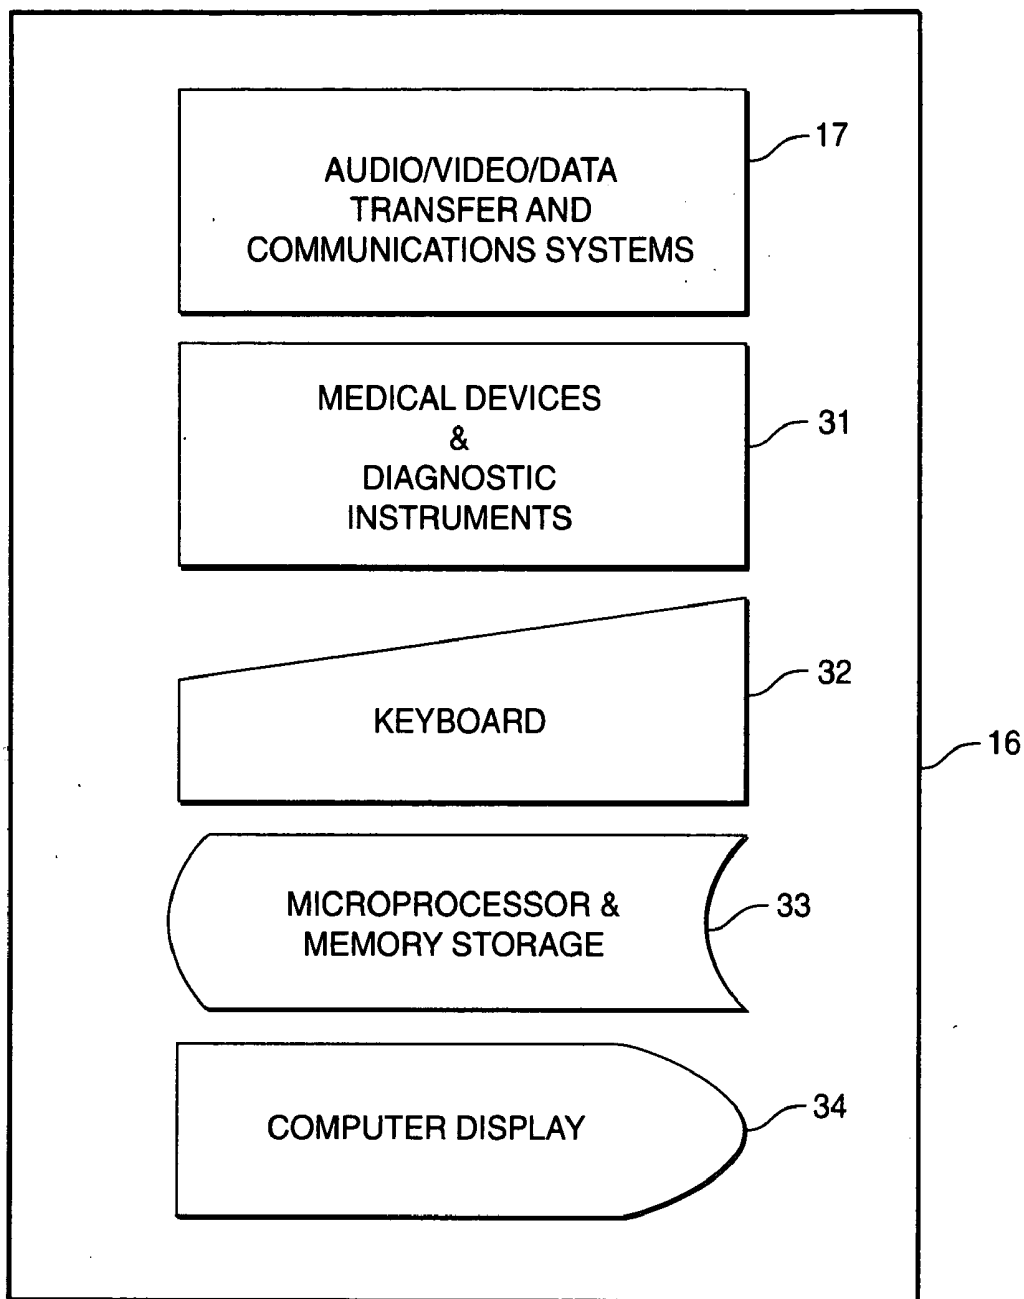 17
AUDIO/VIDEO/DATA
TRANSFER AND
COMMUNICATIONS SYSTEMS
MEDICAL DEVICES
&
DIAGNOSTIC
INSTRUMENTS
31
32
KEYBOARD
16
MICROPROCESSOR &
MEMORY STORAGE
33
COMPUTER DISPLAY
34